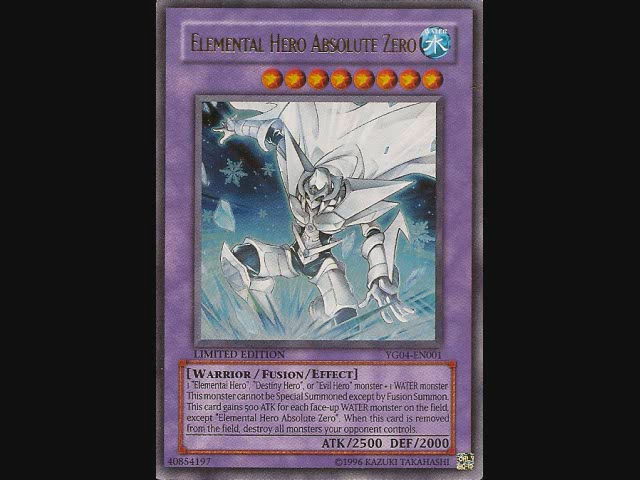 Elemental Hero Absolute Zero
WATER
水
LIMITED EDITION YG04-EN001
[Warrior / Fusion/Effect]
1 "Elemental Hero", "Destiny Hero", or "Evil Hero" monster + 1 WATER monster
This monster cannot be Special Summoned except by Fusion Summon.
This card gains 500 ATK for each face-up WATER monster on the field,
except "Elemental Hero Absolute Zero". When this card is removed
from the field, destroy all monsters your opponent controls.
ATK/2500 DEF/2000
40854197 ©1996 KAZUKI TAKAHASHI